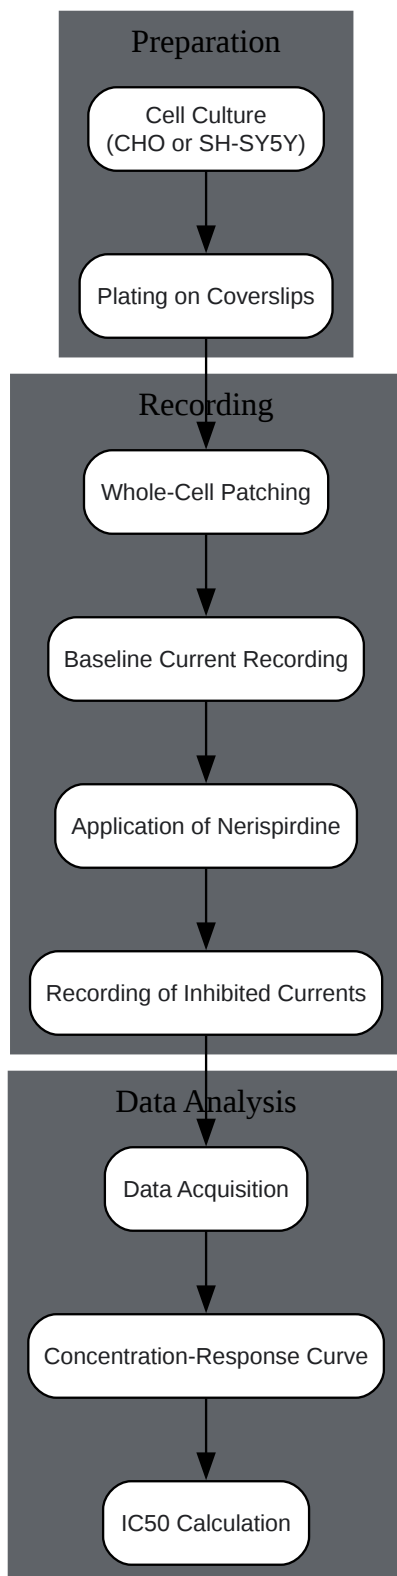 Preparation
Cell Culture
(CHO or SH-SY5Y)
Plating on Coverslips
Recording
Whole-Cell Patching
Baseline Current Recording
Application of Nerispirdine
Recording of Inhibited Currents
Data Analysis
Data Acquisition
Concentration-Response Curve
IC50 Calculation